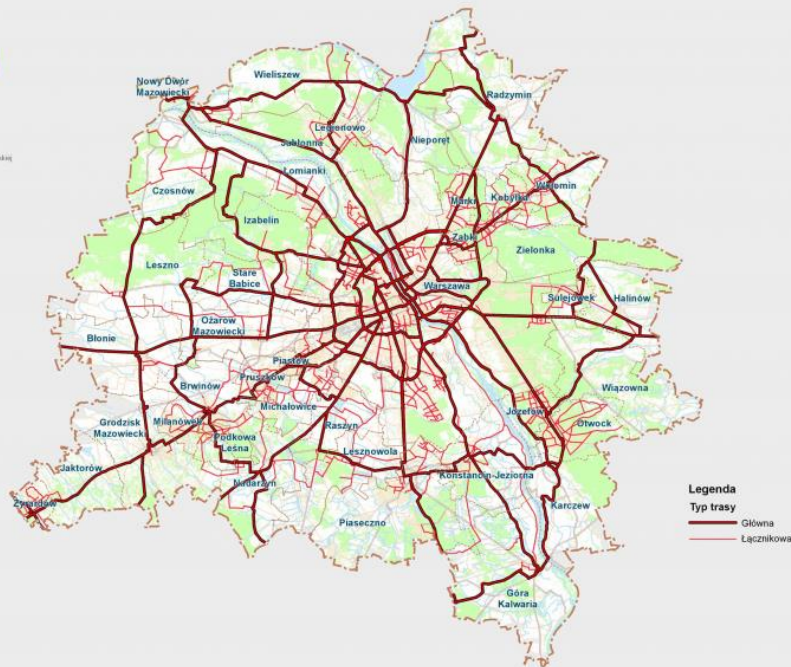 Nowy Dwór
Mazowiecki
Wieliszew
Radzymin
Legionowo
Jabłonna
Nieporęt
Łomianki
Czosnów
Wołomin
Kobyłka
Marki
Izabelin
Ząbki
Zielonka
Leszno
Stare
Babice
Warszawa
Sulejówek
Halinów
Ożarów
Mazowiecki
Błonie
Piastów
Pruszków
Brwinów
Michałowice
Wiązowna
Józefów
Otwock
Grodzisk
Mazowiecki
Milanówek
Podkowa
Leśna
Raszyn
Lesznowola
Jaktorów
Nadarzyn
Konstancin-Jeziorna
Żyrardów
Karczew
Piaseczno
Góra
Kalwaria
Legenda
Typ trasy
Główna
Łącznikowa